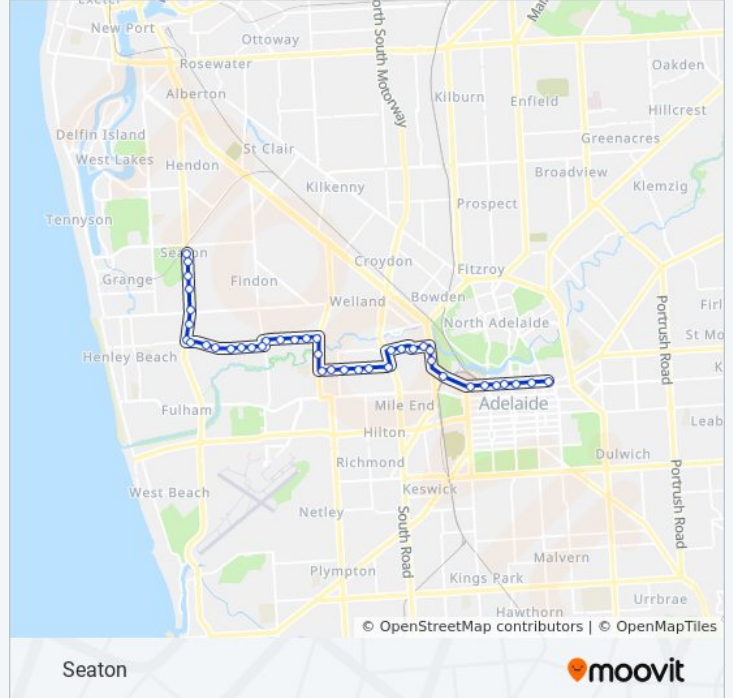 Exeter
New Port
Ottoway
Rosewater
Oakden
North South Motorway
Alberton
Kilburn
Enfield
Hillcrest
Delfin Island
Greenacres
West Lakes
St Clair
Hendon
Broadview
Kilkenny
Klemzig
Tennyson
Prospect
Seaton
Croydon
Fitzroy
Grange
Findon
Welland
Bowden
Portrush Road
North Adelaide
Henley Beach
Fulham
Mile End
Adelaide
Hilton
Dulwich
Richmond
West Beach
Keswick
Portrush Road
Netley
South Road
Malvern
Plympton
Kings Park
Urrbrae
Hawthorn
© OpenStreetMap contributors | © OpenMapTiles
Seaton
moovit